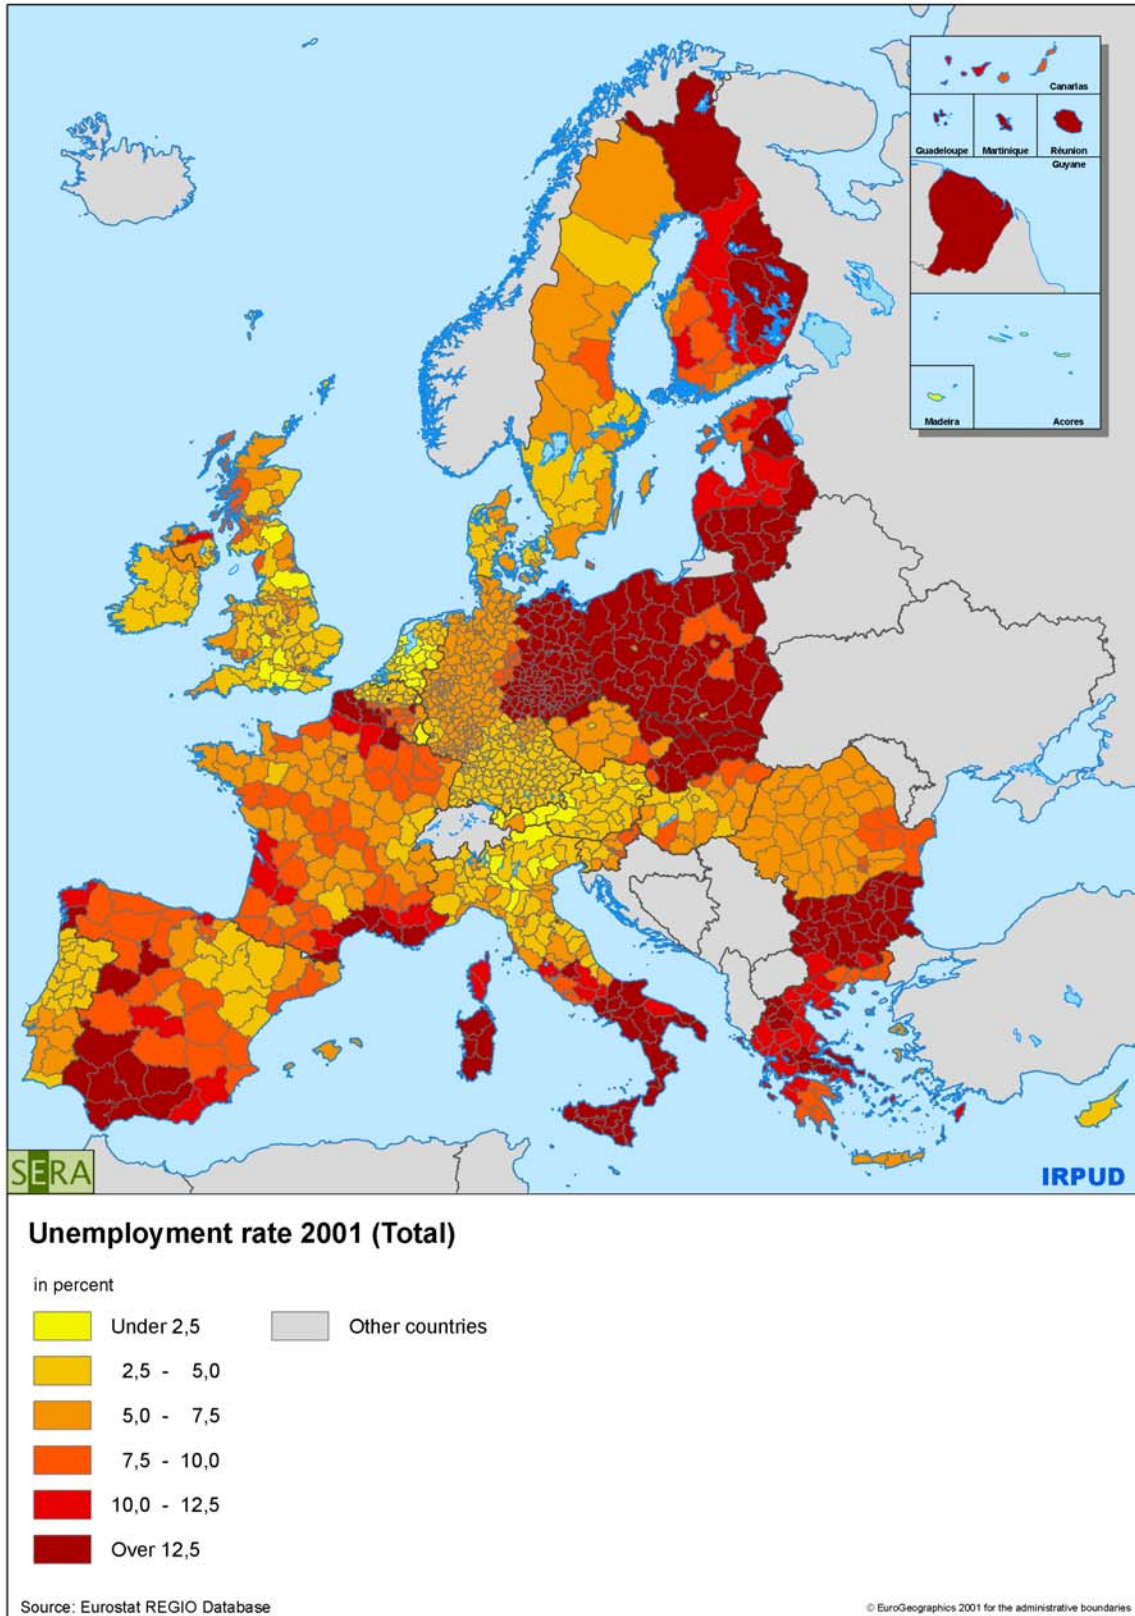 Canarias
Guadeloupe Martinique Réunion
Guyane
Madeira Acores
SERA
IRPUD
Unemployment rate 2001 (Total)
in percent
Under 2,5 Other countries
2,5 - 5,0
5,0 - 7,5
7,5 - 10,0
10,0 - 12,5
Over 12,5
Source: Eurostat REGIO Database © EuroGeographics 2001 for the administrative boundaries